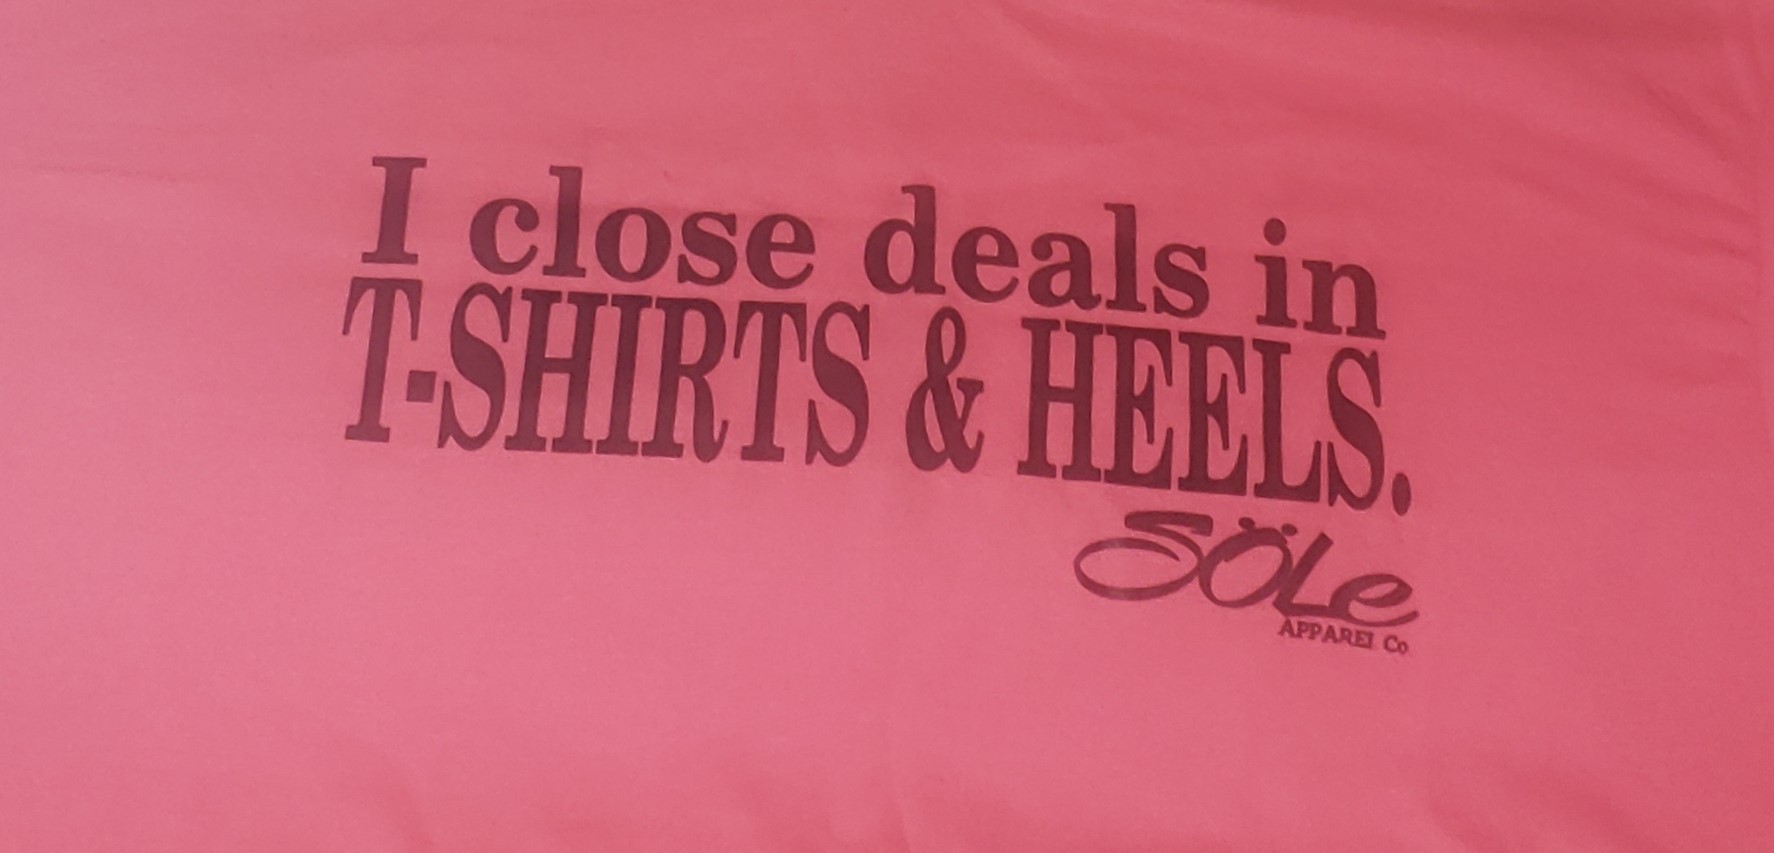 I close deals in
T-SHIRTS & HEELS.
SÖLe
APPAREL Co